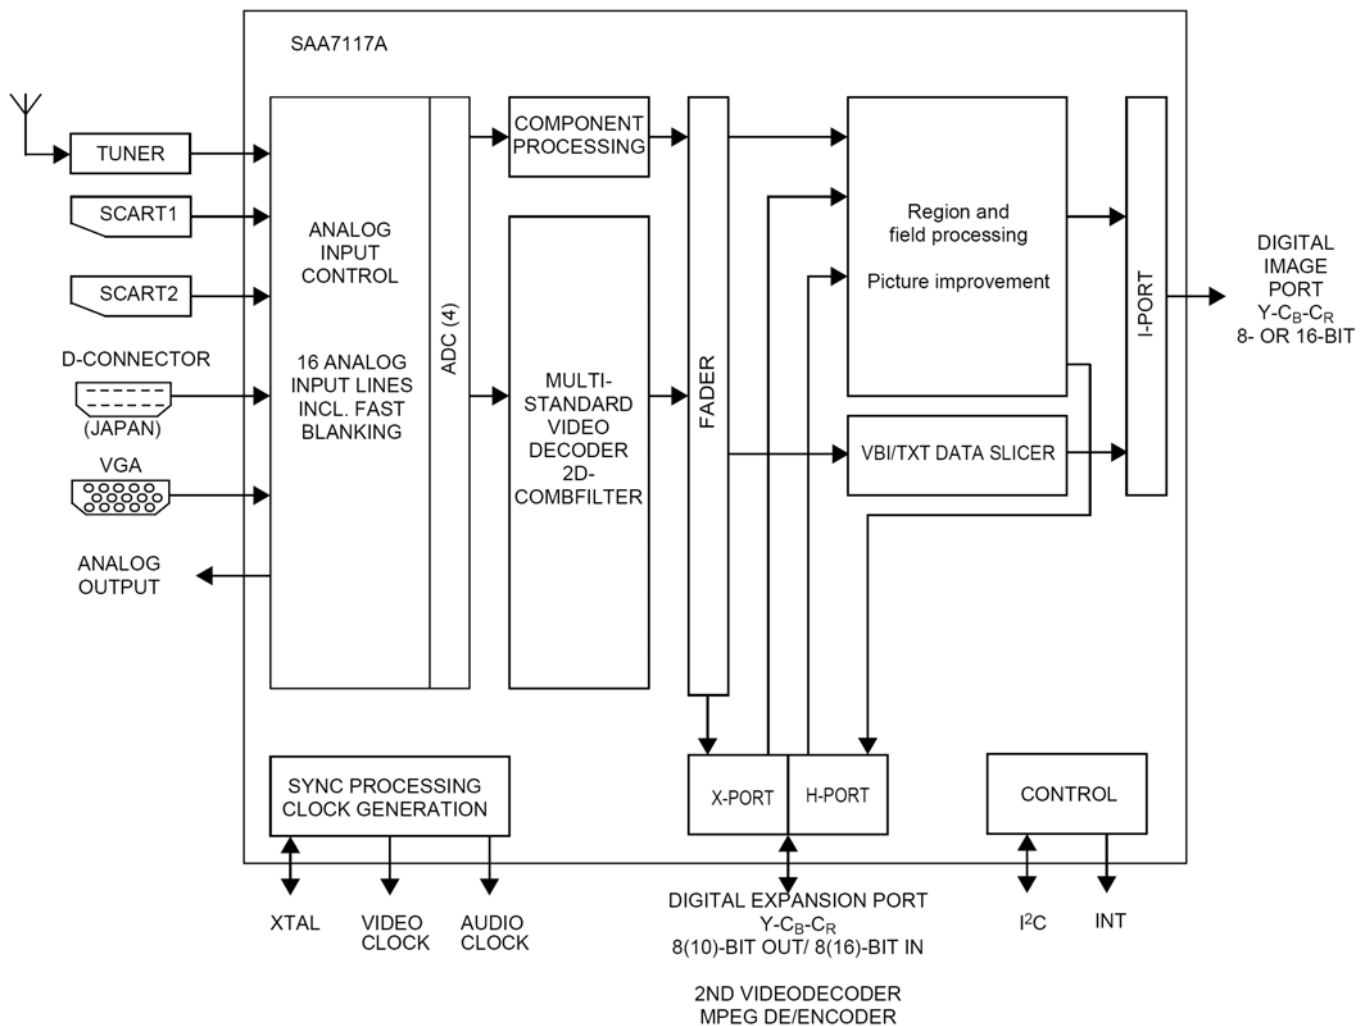 SAA7117A
TUNER
SCART1
SCART2
D-CONNECTOR
(JAPAN)
VGA
ANALOG
OUTPUT
ANALOG
INPUT
CONTROL
16 ANALOG
INPUT LINES
INCL. FAST
BLANKING
ADC (4)
COMPONENT
PROCESSING
MULTI-
STANDARD
VIDEO
DECODER
2D-
COMBFILTER
FADER
Region and
field processing
Picture improvement
VBI/TXT DATA SLICER
I-PORT
DIGITAL
IMAGE
PORT
Y-CB-CR
8- OR 16-BIT
SYNC PROCESSING
CLOCK GENERATION
X-PORT
H-PORT
CONTROL
XTAL
VIDEO
CLOCK
AUDIO
CLOCK
DIGITAL EXPANSION PORT
Y-CB-CR
8(10)-BIT OUT/ 8(16)-BIT IN
2ND VIDEODECODER
MPEG DE/ENCODER
I²C
INT